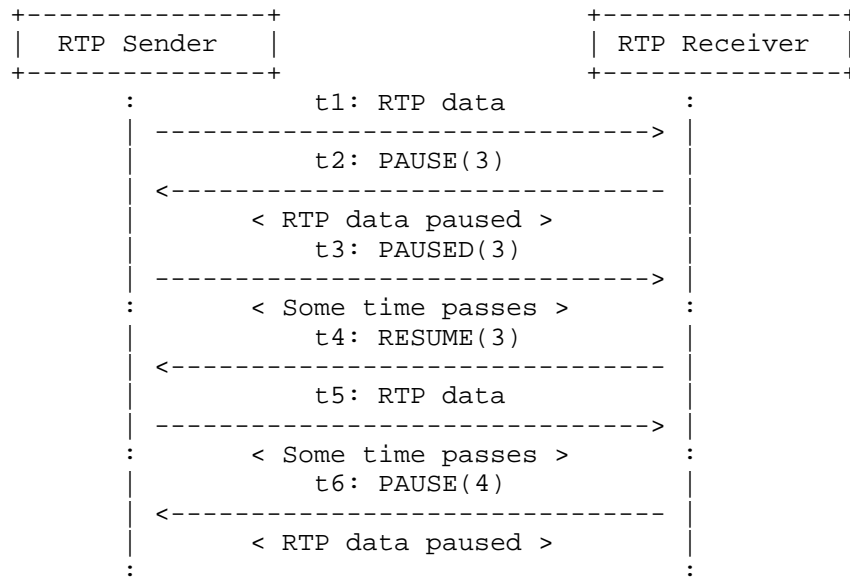 RTP Sender RTP Receiver
t1: RTP data
t2: PAUSE(3)
< RTP data paused >
t3: PAUSED(3)
< Some time passes >
t4: RESUME(3)
t5: RTP data
< Some time passes >
t6: PAUSE(4)
< RTP data paused >